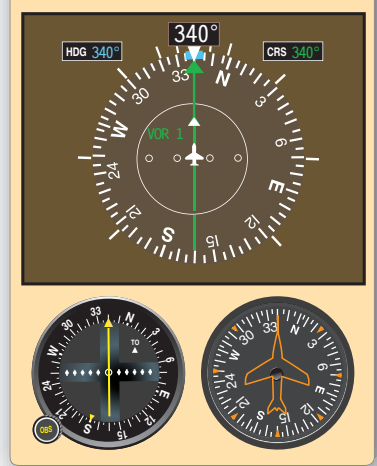 340°
HDG 340°
CRS 340°
33 N 3 6 E 12 15 S 21 24 W 30
VOR 1
33 N 3 6 E 12 15 S 24 W 30
TO
OBS
33 N 3 6 E 12 15 S 21 24 W 30